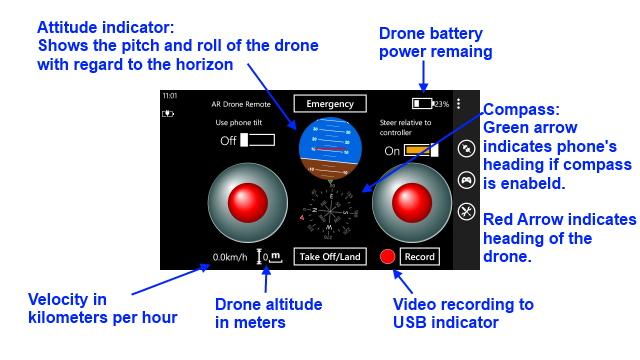 Attitude indicator:
Shows the pitch and roll of the drone
with regard to the horizon
Drone battery
power remaing
11:01
AR Drone Remote
Emergency
23%
Use phone tilt
Off
Steer relative to
controller
On
Compass:
Green arrow
indicates phone's
heading if compass
is enabeld.
Red Arrow indicates
heading of the
drone.
0.0km/h
0 m
Take Off/Land
Record
Velocity in
kilometers per hour
Drone altitude
in meters
Video recording to
USB indicator